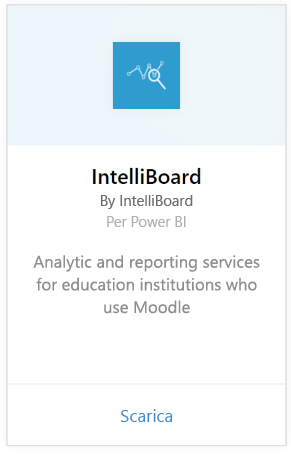 IntelliBoard
By IntelliBoard
Per Power BI
Analytic and reporting services
for education institutions who
use Moodle
Scarica